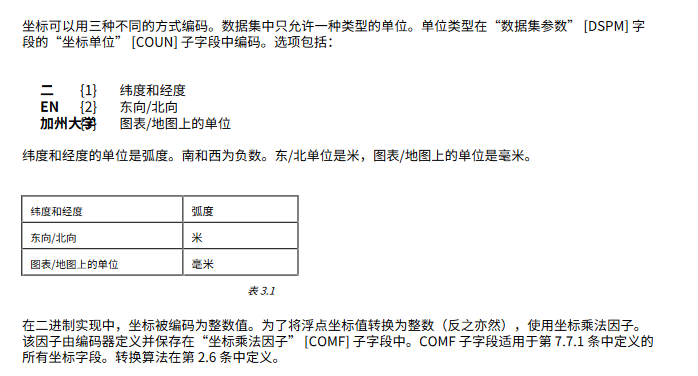 坐标可以用三种不同的方式编码。数据集中只允许一种类型的单位。单位类型在“数据集参数” [DSPM] 字
段的“坐标单位” [COUN] 子字段中编码。选项包括：
二 {1} 纬度和经度
EN {2} 东向/北向
加州大学 图表/地图上的单位
纬度和经度的单位是弧度。南和西为负数。东/北单位是米，图表/地图上的单位是毫米。
纬度和经度 弧度
东向/北向 米
图表/地图上的单位 毫米
表 3.1
在二进制实现中，坐标被编码为整数值。为了将浮点坐标值转换为整数（反之亦然），使用坐标乘法因子。
该因子由编码器定义并保存在“坐标乘法因子” [COMF] 子字段中。COMF 子字段适用于第 7.7.1 条中定义的
所有坐标字段。转换算法在第 2.6 条中定义。